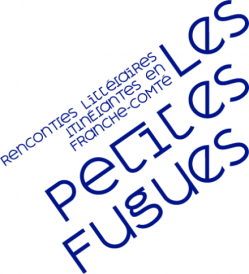 Rencontres Littéraires
Itinérantes en
Franche-Comté
Les
Petites
Fugues